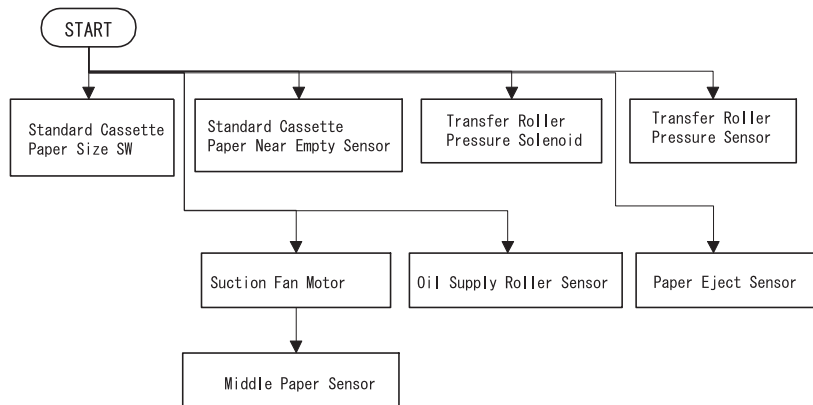 START
Standard Cassette
Paper Size SW
Standard Cassette
Paper Near Empty Sensor
Transfer Roller
Pressure Solenoid
Transfer Roller
Pressure Sensor
Suction Fan Motor
Oil Supply Roller Sensor
Paper Eject Sensor
Middle Paper Sensor